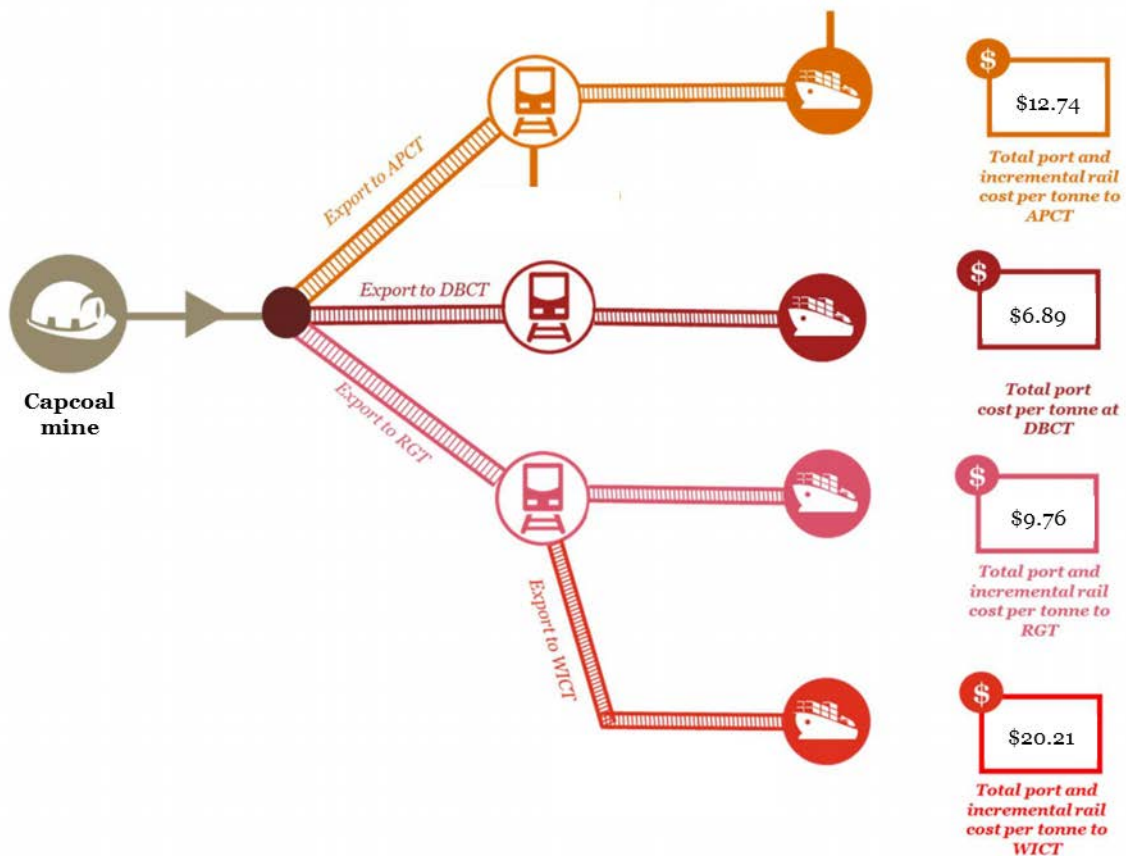 Export to APCT
$
$12.74
Total port and
incremental rail
cost per tonne to
APCT
Capcoal
mine
Export to DBCT
$
$6.89
Total port
cost per tonne at
DBCT
Export to RGT
$
$9.76
Total port and
incremental rail
cost per tonne to
RGT
Export to WICT
$
$20.21
Total port and
incremental rail
cost per tonne to
WICT